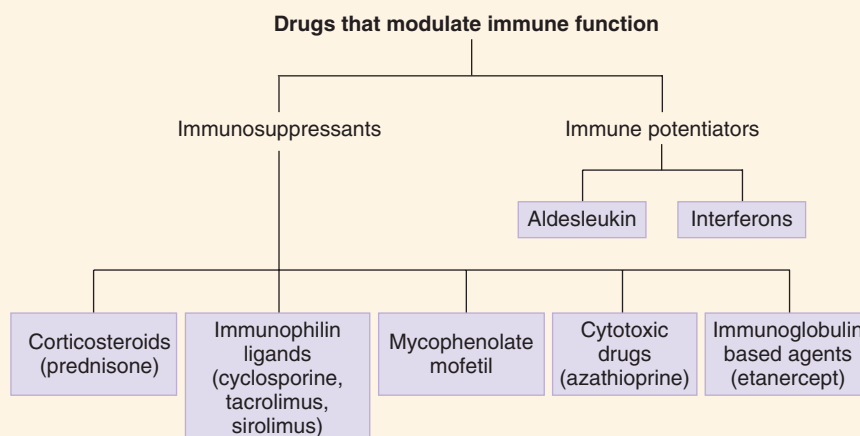 Drugs that modulate immune function
Immunosuppressants
Immune potentiators
Aldesleukin
Interferons
Corticosteroids
(prednisone)
Immunophilin
ligands
(cyclosporine,
tacrolimus,
sirolimus)
Mycophenolate
mofetil
Cytotoxic
drugs
(azathioprine)
Immunoglobulin
based agents
(etanercept)